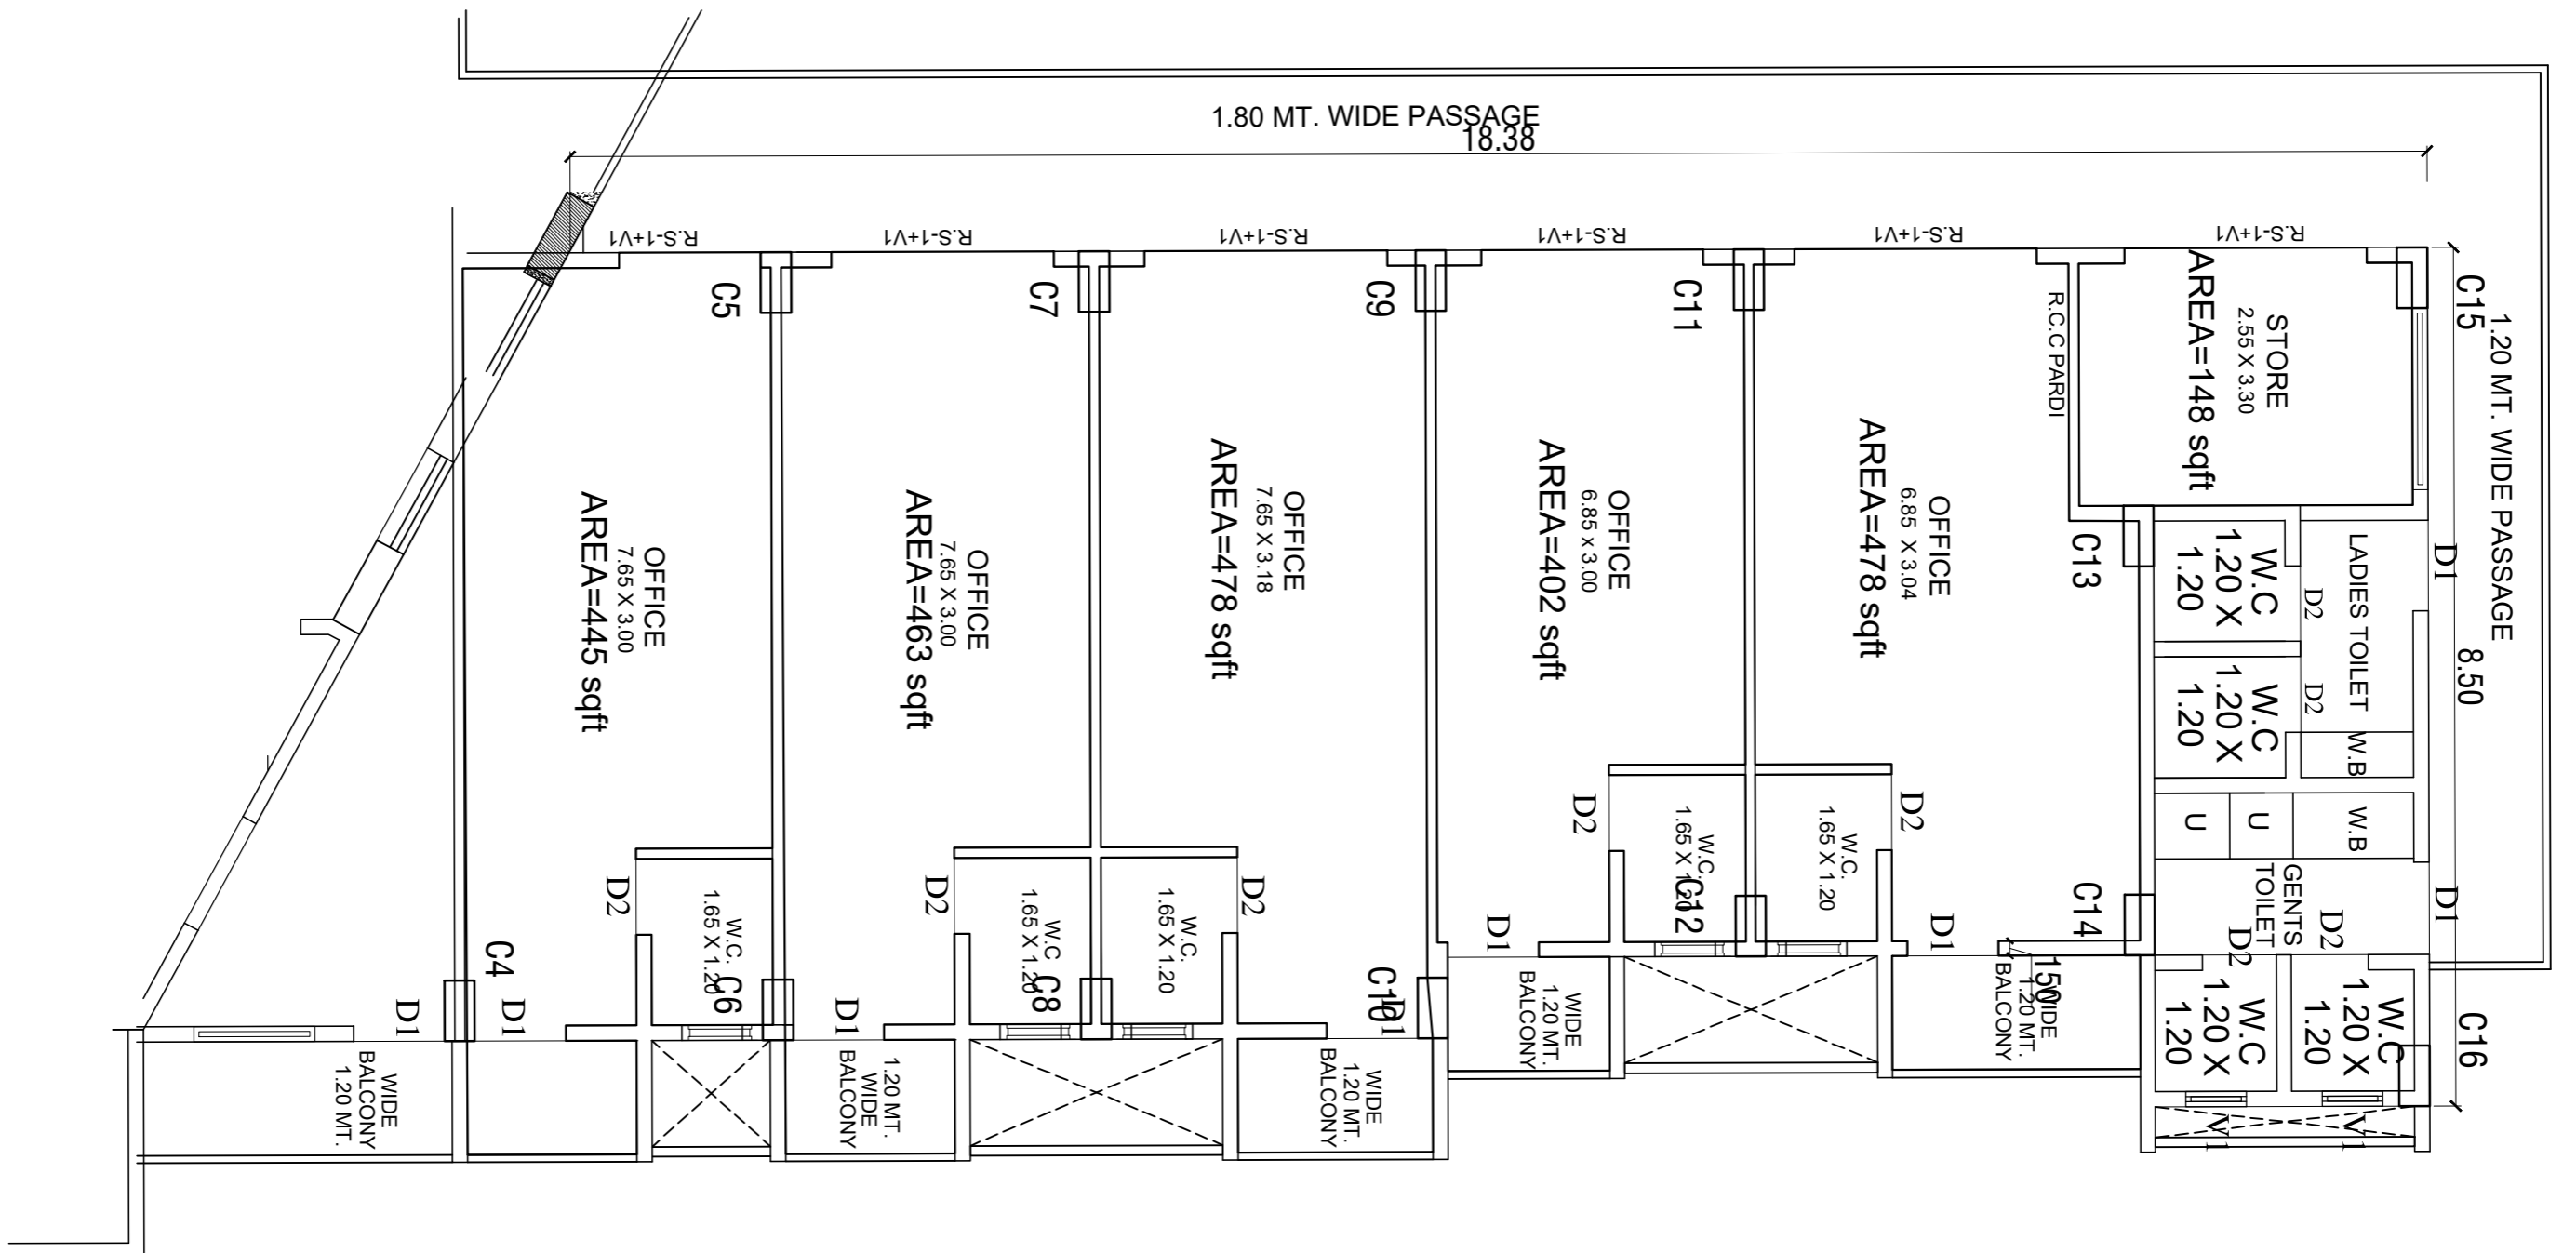 1.80 MT. WIDE PASSAGE
18.38
R.S-1+V1
R.S-1+V1
R.S-1+V1
R.S-1+V1
R.S-1+V1
R.S-1+V1
C5
C7
C9
C11
C15
1.20 MT. WIDE PASSAGE
8.50
STORE
2.55 X 3.30
AREA=148 sqft
R.C.C PARDI
OFFICE
7.65 X 3.00
AREA=445 sqft
OFFICE
7.65 X 3.00
AREA=463 sqft
OFFICE
7.65 X 3.18
AREA=478 sqft
OFFICE
6.85 x 3.00
AREA=402 sqft
OFFICE
6.85 X 3.04
AREA=478 sqft
C13
W.C
1.20 X
1.20
D2
LADIES TOILET
D1
W.C
1.20 X
1.20
D2
W.B
U
U
W.B
GENTS
TOILET
D1
D2
D2
W.C
1.20 X
1.20
W.C
1.20 X
1.20
C16
V1
V1
D2
W.C.
1.65 X 1.20
C6
D2
W.C
1.65 X 1.20
C8
W.C.
1.65 X 1.20
D2
D2
W.C.
1.65 X 1.20
C12
W.C.
1.65 X 1.20
D2
C14
C4
D1
D1
D1
C10
D1
D1
D1
150
WIDE
BALCONY
1.20 MT.
1.20 MT.
WIDE
BALCONY
WIDE
1.20 MT.
BALCONY
WIDE
1.20 MT.
BALCONY
WIDE
1.20 MT.
BALCONY